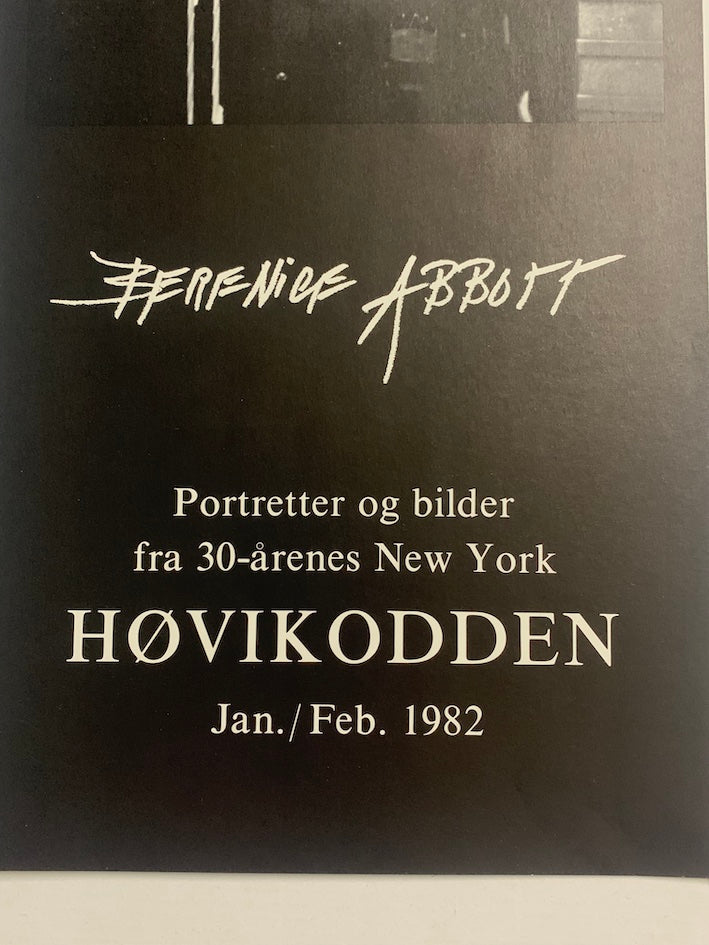 BERENICE ABBOTT
Portretter og bilder
fra 30-årenes New York
HØVIKODDEN
Jan./Feb. 1982